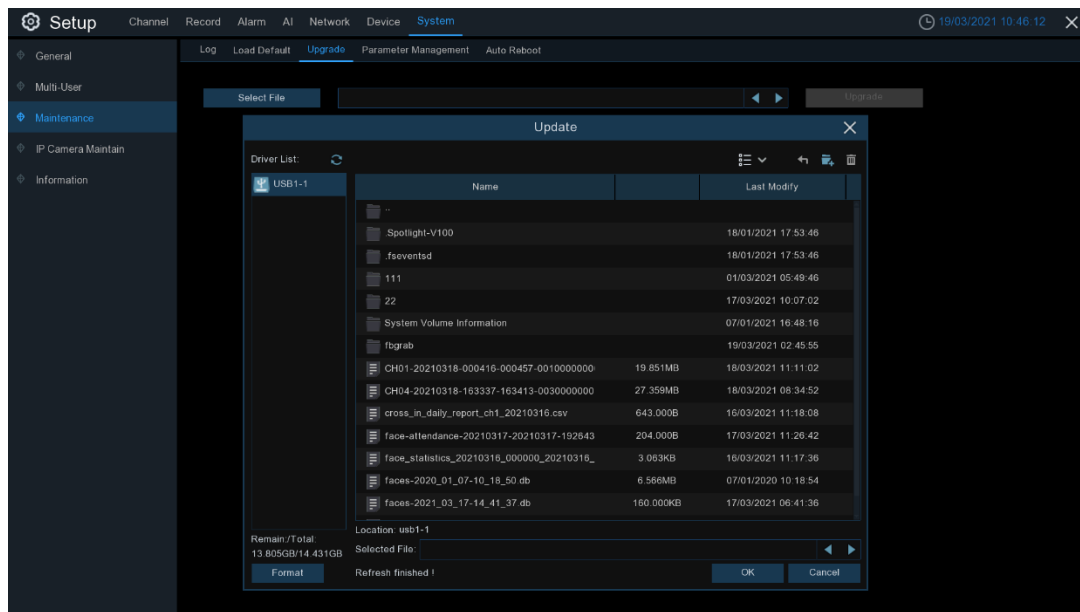 Setup Channel Record Alarm AI Network Device System 19/03/2021 10:46:12
General
Multi-User
Maintenance
IP Camera Maintain
Information
Log Load Default Upgrade Parameter Management Auto Reboot
Select File Upgrade
Update
Driver List:
USB1-1
Name Last Modify
..
.Spotlight-V100 18/01/2021 17:53:46
.fseventsd 18/01/2021 17:53:46
111 01/03/2021 05:49:46
22 17/03/2021 10:07:02
System Volume Information 07/01/2021 16:48:16
fbgrab 19/03/2021 02:45:55
CH01-20210318-000416-000457-0010000000 19.851MB 18/03/2021 11:11:02
CH04-20210318-163337-163413-0030000000 27.359MB 18/03/2021 08:34:52
cross_in_daily_report_ch1_20210316.csv 643.000B 16/03/2021 11:18:08
face-attendance-20210317-20210317-192643 204.000B 17/03/2021 11:26:42
face_statistics_20210316_000000_20210316_ 3.063KB 16/03/2021 11:17:36
faces-2020_01_07-10_18_50.db 6.566MB 07/01/2020 10:18:54
faces-2021_03_17-14_41_37.db 160.000KB 17/03/2021 06:41:36
Location: usb1-1
Remain:/Total:
13.805GB/14.431GB
Selected File:
Format
Refresh finished !
OK Cancel